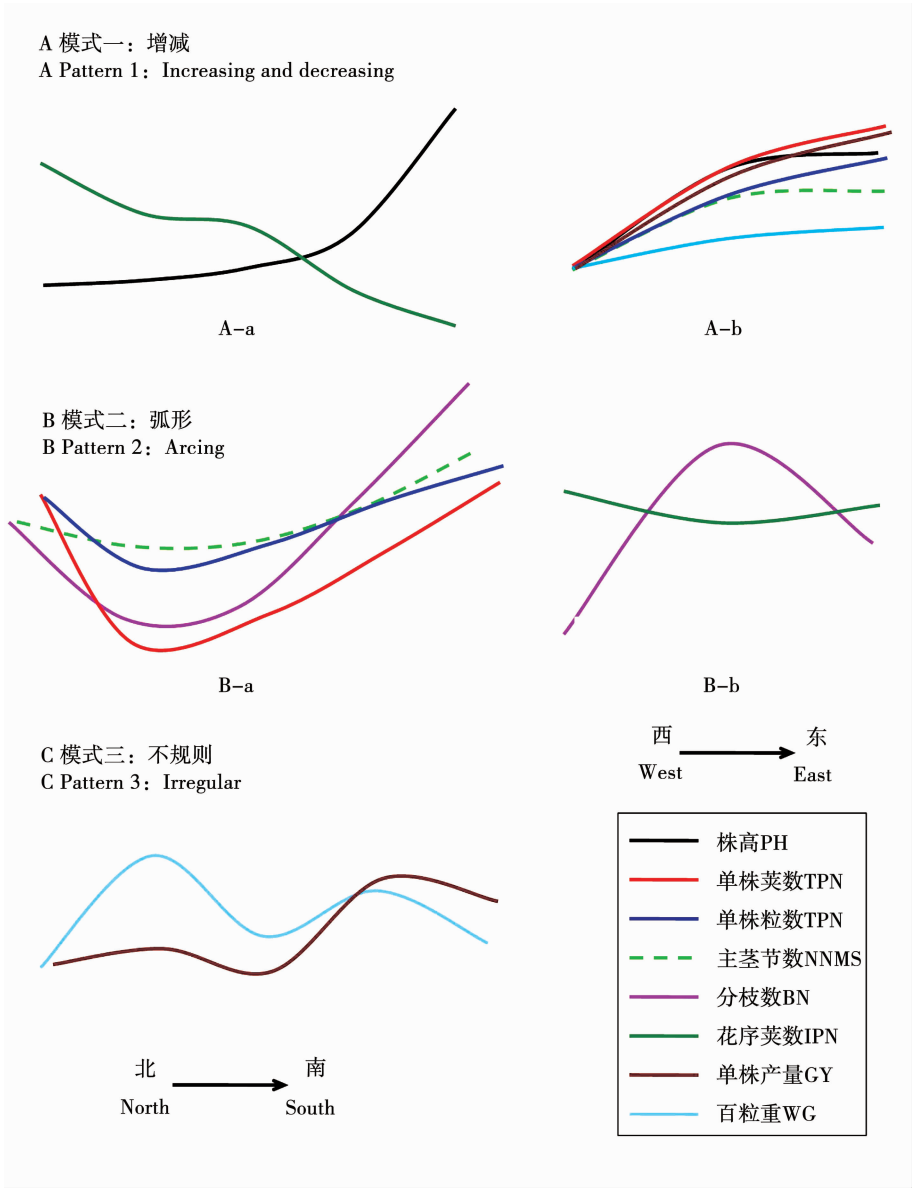 A 模式一：增减
A Pattern 1：Increasing and decreasing
A-a
A-b
B 模式二：弧形
B Pattern 2：Arcing
B-a
B-b
C 模式三：不规则
C Pattern 3：Irregular
西 东
West East
株高PH
单株荚数TPN
单株粒数TPN
主茎节数NNMS
分枝数BN
花序荚数IPN
单株产量GY
百粒重WG
北 南
North South